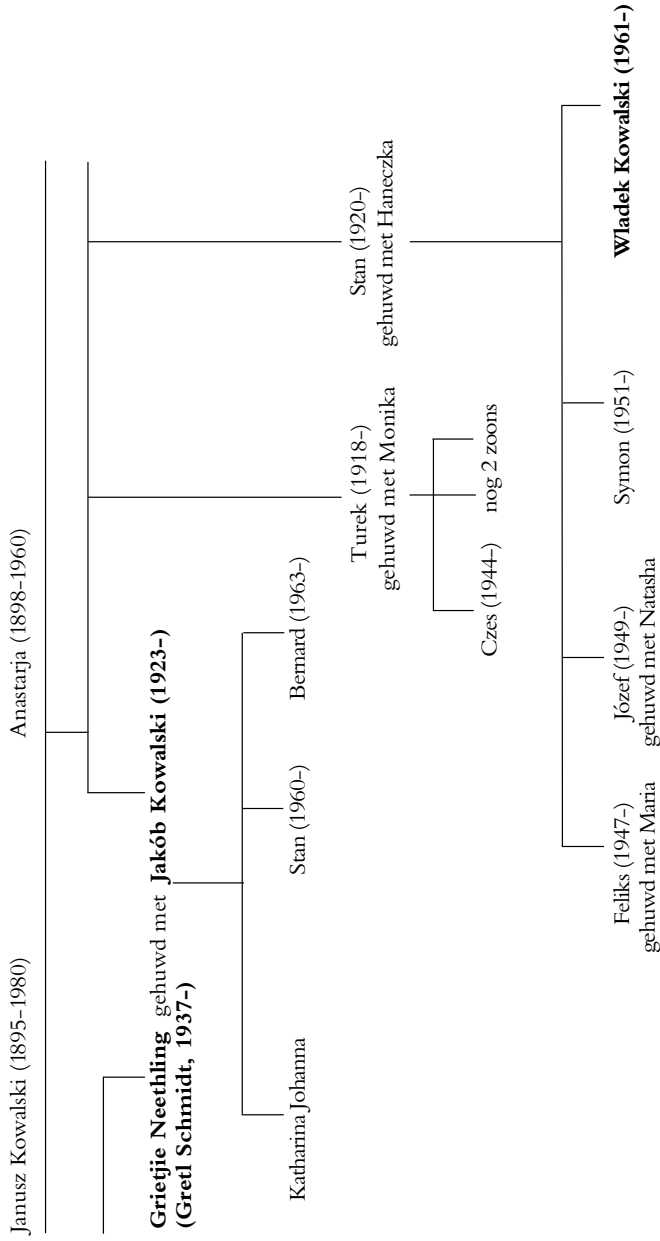 Janusz Kowalski (1895-1980) Anastarja (1898-1960)
Grietjie Neethling gehuwd met Jakób Kowalski (1923-)
(Gretl Schmidt, 1937-)
Katharina Johanna
Stan (1960-)
Bernard (1963-)
Turek (1918-)
gehuwd met Monika
Stan (1920-)
gehuwd met Haneczka
Czes (1944-)
nog 2 zoons
Feliks (1947-)
gehuwd met Maria
Józef (1949-)
gehuwd met Natasha
Symon (1951-)
Wladek Kowalski (1961-)